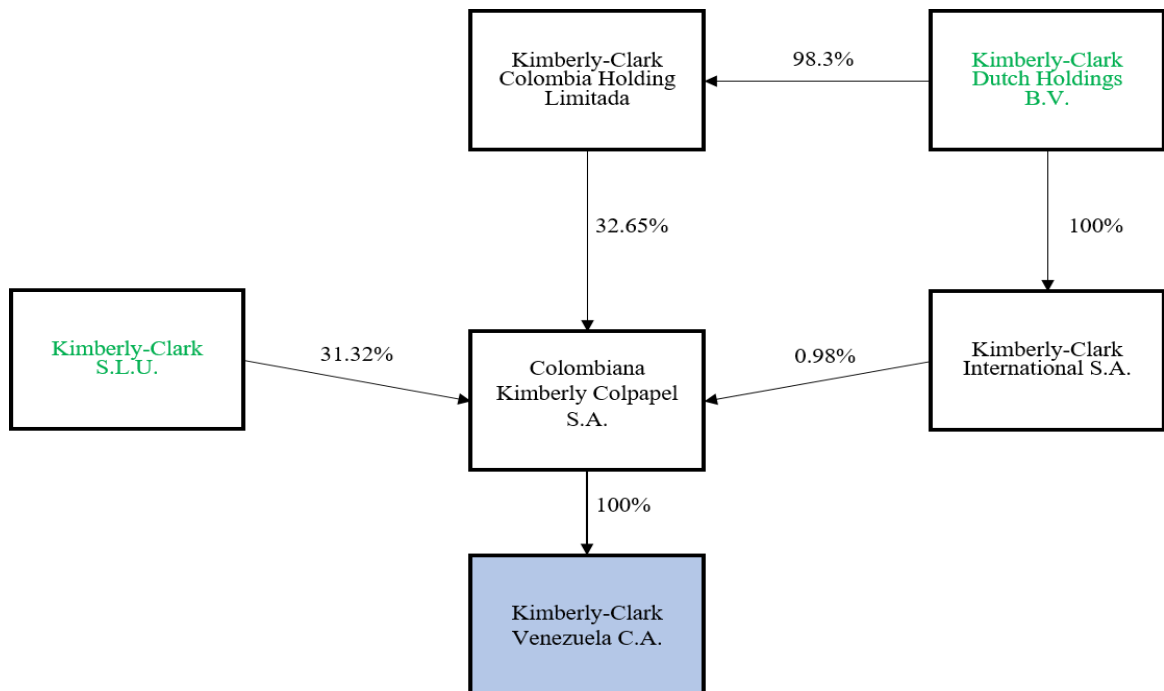 Kimberly-Clark
Colombia Holding
Limitada
98.3%
Kimberly-Clark
Dutch Holdings
B.V.
32.65%
100%
Kimberly-Clark
S.L.U.
31.32%
Colombiana
Kimberly Colpapel
S.A.
0.98%
Kimberly-Clark
International S.A.
100%
Kimberly-Clark
Venezuela C.A.